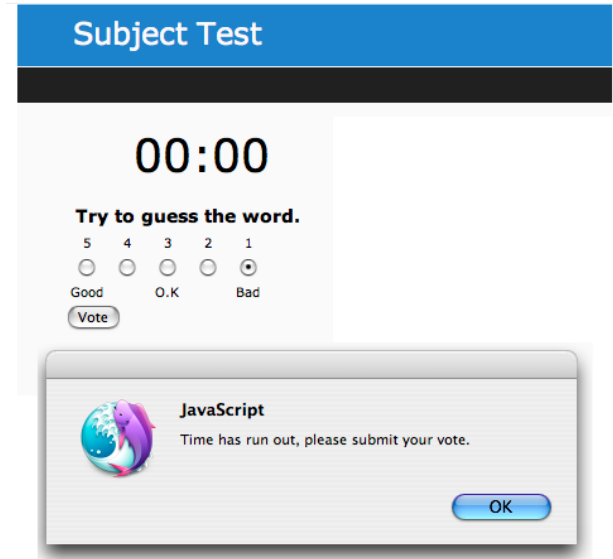 Subject Test
00:00
Try to guess the word.
5 4 3 2 1
Good O.K Bad
Vote
JavaScript
Time has run out, please submit your vote.
OK